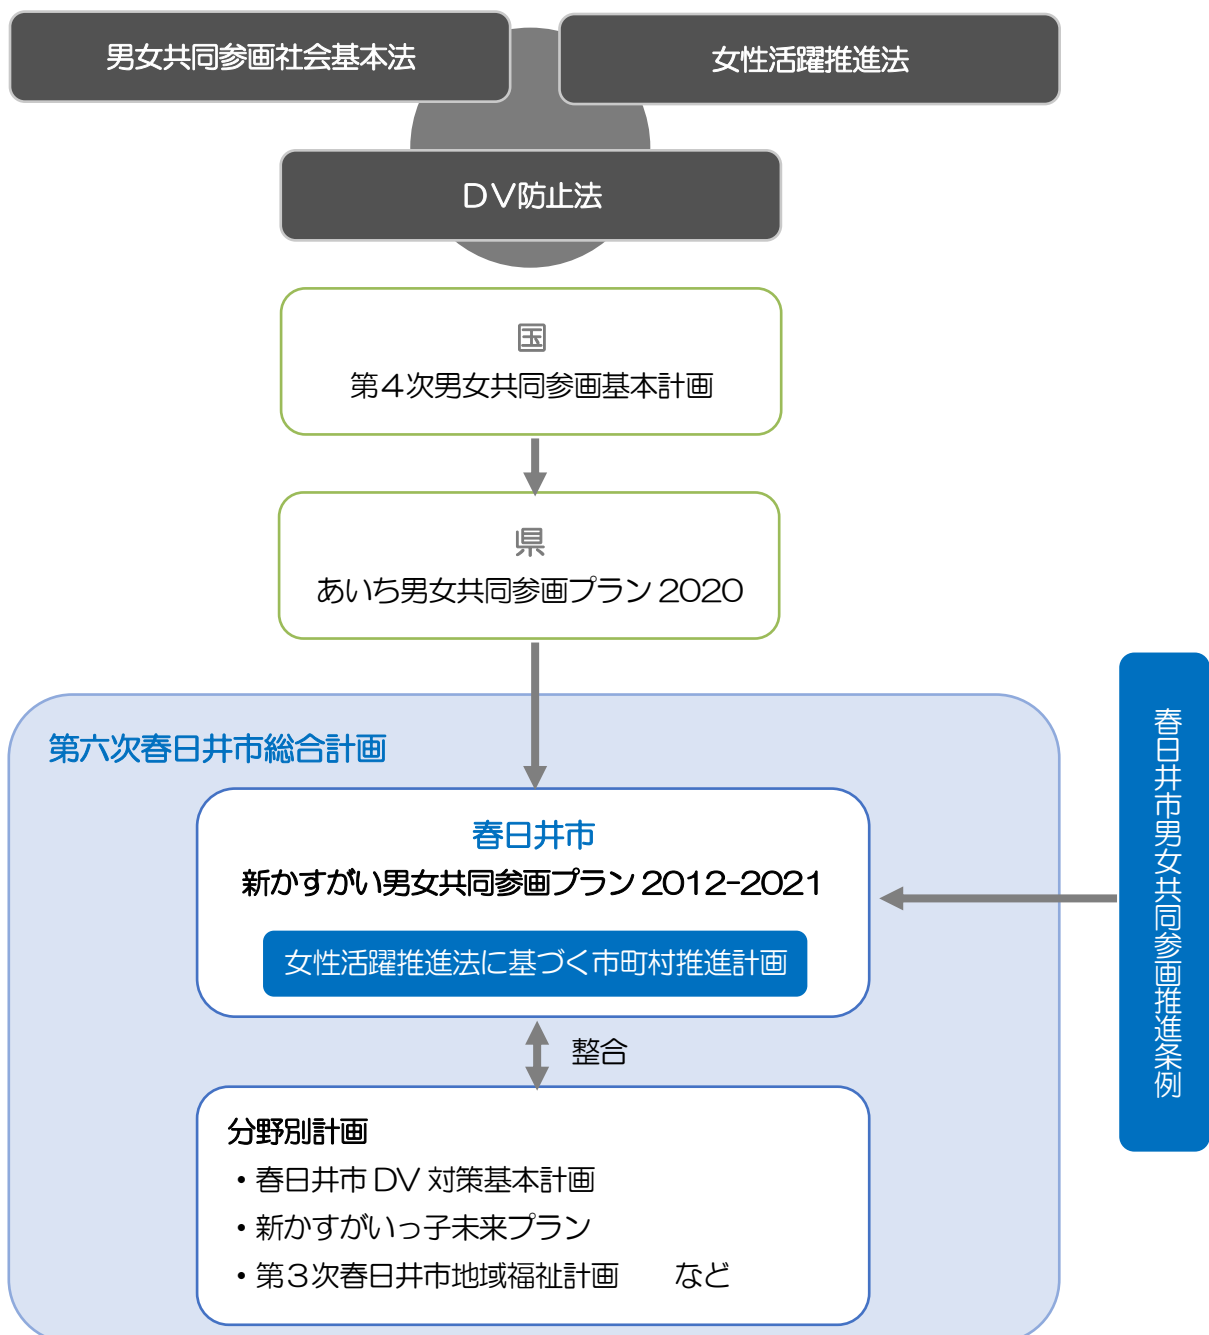 男女共同参画社会基本法
女性活躍推進法
DV防止法
国
第4次男女共同参画基本計画
県
あいち男女共同参画プラン 2020
第六次春日井市総合計画
春日井市
新かすがい男女共同参画プラン 2012-2021
女性活躍推進法に基づく市町村推進計画
春日井市男女共同参画推進条例
整合
分野別計画
・春日井市 DV 対策基本計画
・新かすがいっ子未来プラン
・第3次春日井市地域福祉計画　　など